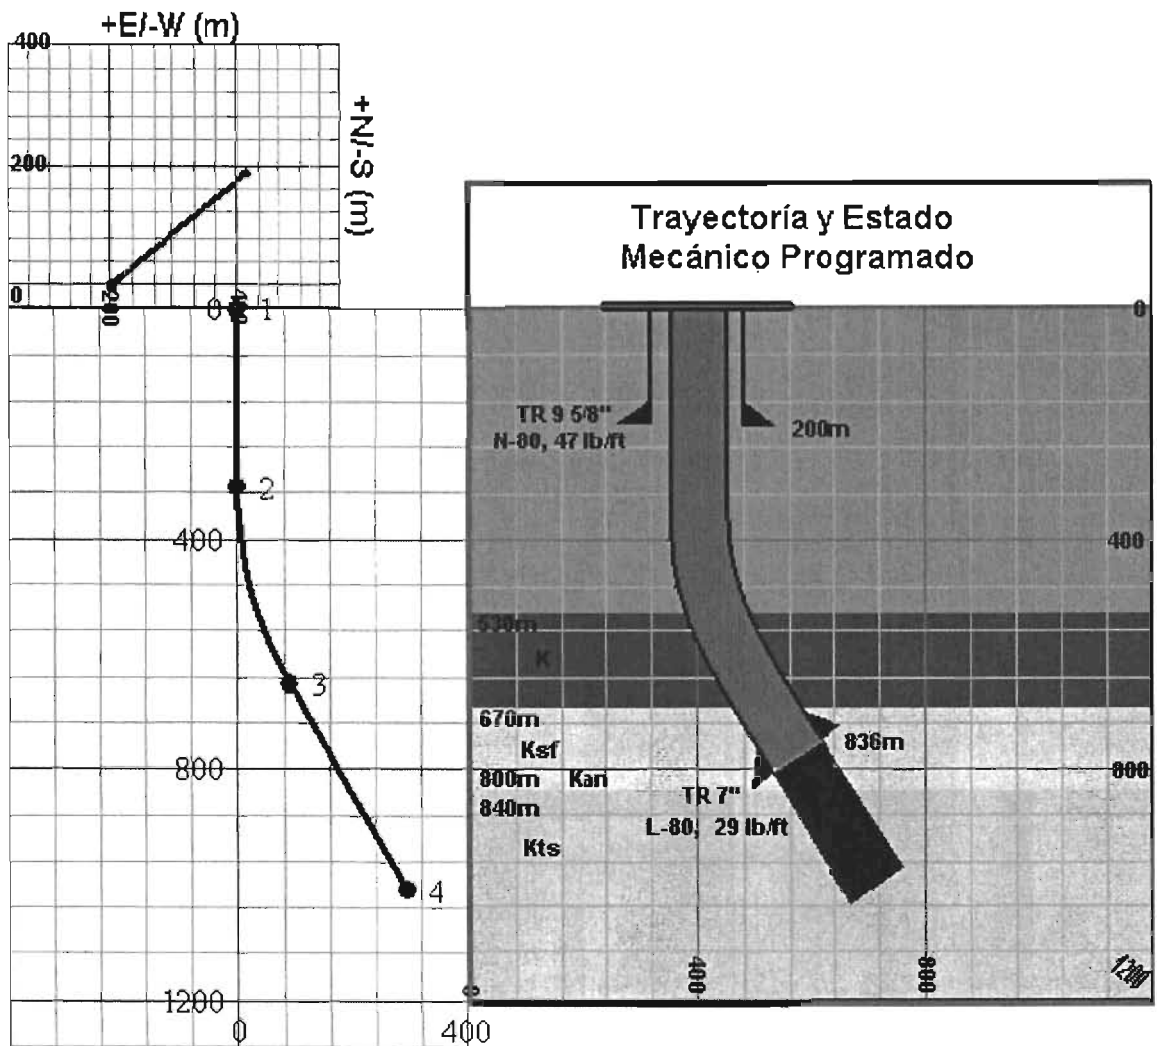 +E/-W (m)
400
200
0
+N/-S (m)
200
400
0
1
2
400
3
800
4
1200
0
400
Trayectoría y Estado
Mecánico Programado
0
TR 9 5/8"
N-80, 47 lb/ft
200m
400
530m
K
670m
Ksf
836m
800m
Kan
800
840m
TR 7"
L-80, 29 lb/ft
Kts
400
800
1200